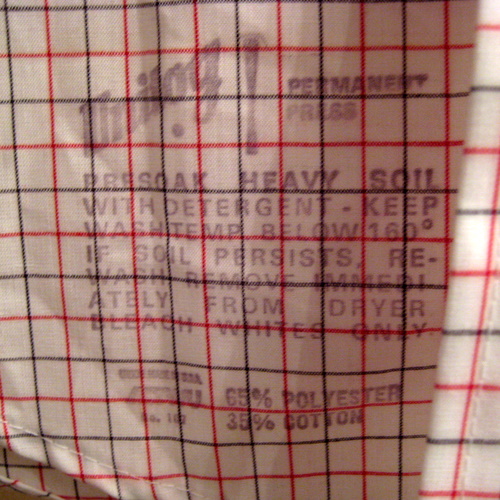 PERMANENT
PRESS
PRESOAK HEAVY SOIL
WITH DETERGENT - KEEP
WASH TEMP. BELOW 160°
IF SOIL PERSISTS, RE-
WASH REMOVE IMMEDI
ATELY FROM DRYER
BLEACH WHITES ONLY.
65% POLYESTER
35% COTTON